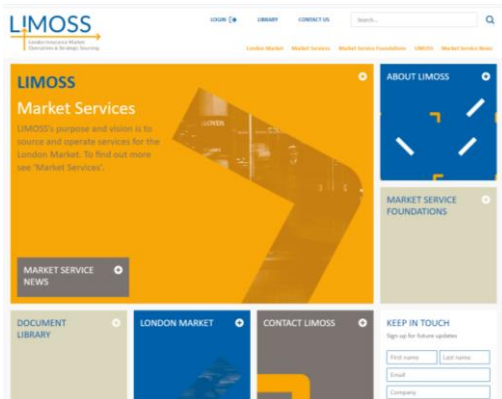 LIMOSS
London Insurance Market
Operations & Strategic Sourcing
LOGIN
LIBRARY
CONTACT US
Search...
London Market
Market Services
Market Service Foundations
LIMOSS
Market Service News
LIMOSS
Market Services
LIMOSS's purpose and vision is to
source and operate services for the
London Market. To find out more
see 'Market Services'.
LLOYDS
MARKET SERVICE
NEWS
ABOUT LIMOSS
MARKET SERVICE
FOUNDATIONS
DOCUMENT
LIBRARY
LONDON MARKET
CONTACT LIMOSS
KEEP IN TOUCH
Sign up for future updates
First name
Last name
Email
Company